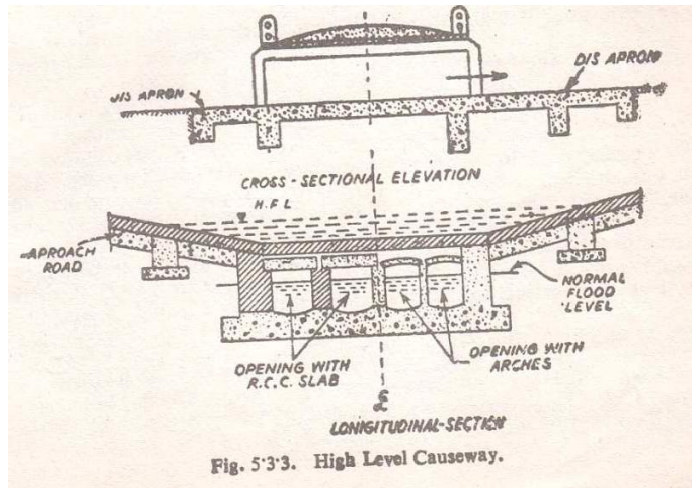 U/S APRON
D/S APRON
CROSS-SECTIONAL ELEVATION
H.F.L
APROACH
ROAD
NORMAL
FLOOD
LEVEL
OPENING WITH
R.C.C. SLAB
OPENING WITH
ARCHES
℄
LONIGITUDINAL-SECTION
Fig. 5·3·3. High Level Causeway.